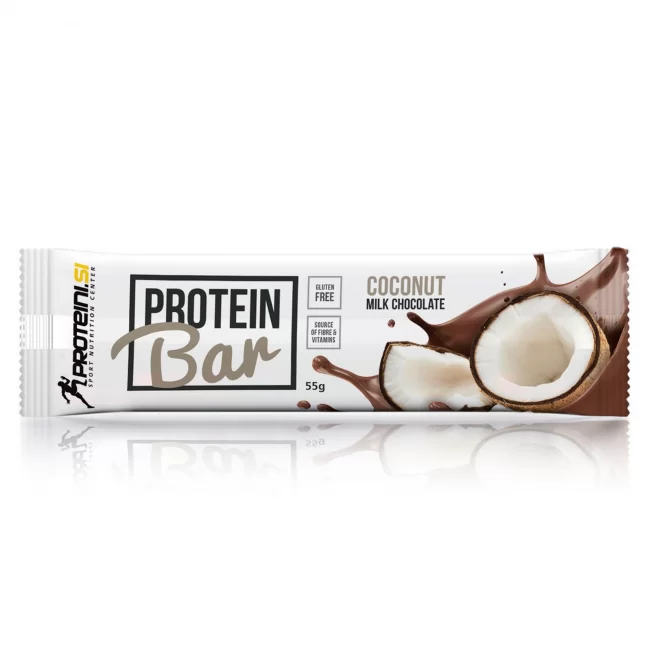 PROTEINI.SI
SPORT NUTRITION CENTER
PROTEIN
Bar
GLUTEN
FREE
SOURCE
OF FIBRE &
VITAMINS
55g
COCONUT
MILK CHOCOLATE